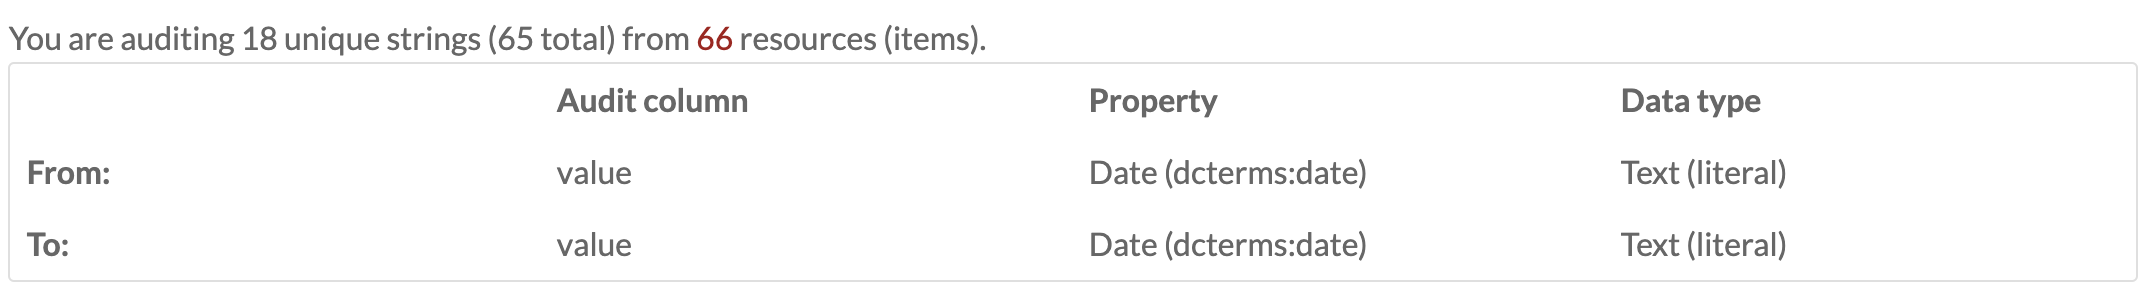 You are auditing 18 unique strings (65 total) from 66 resources (items).
Audit column Property Data type
From: value Date (dcterms:date) Text (literal)
To: value Date (dcterms:date) Text (literal)